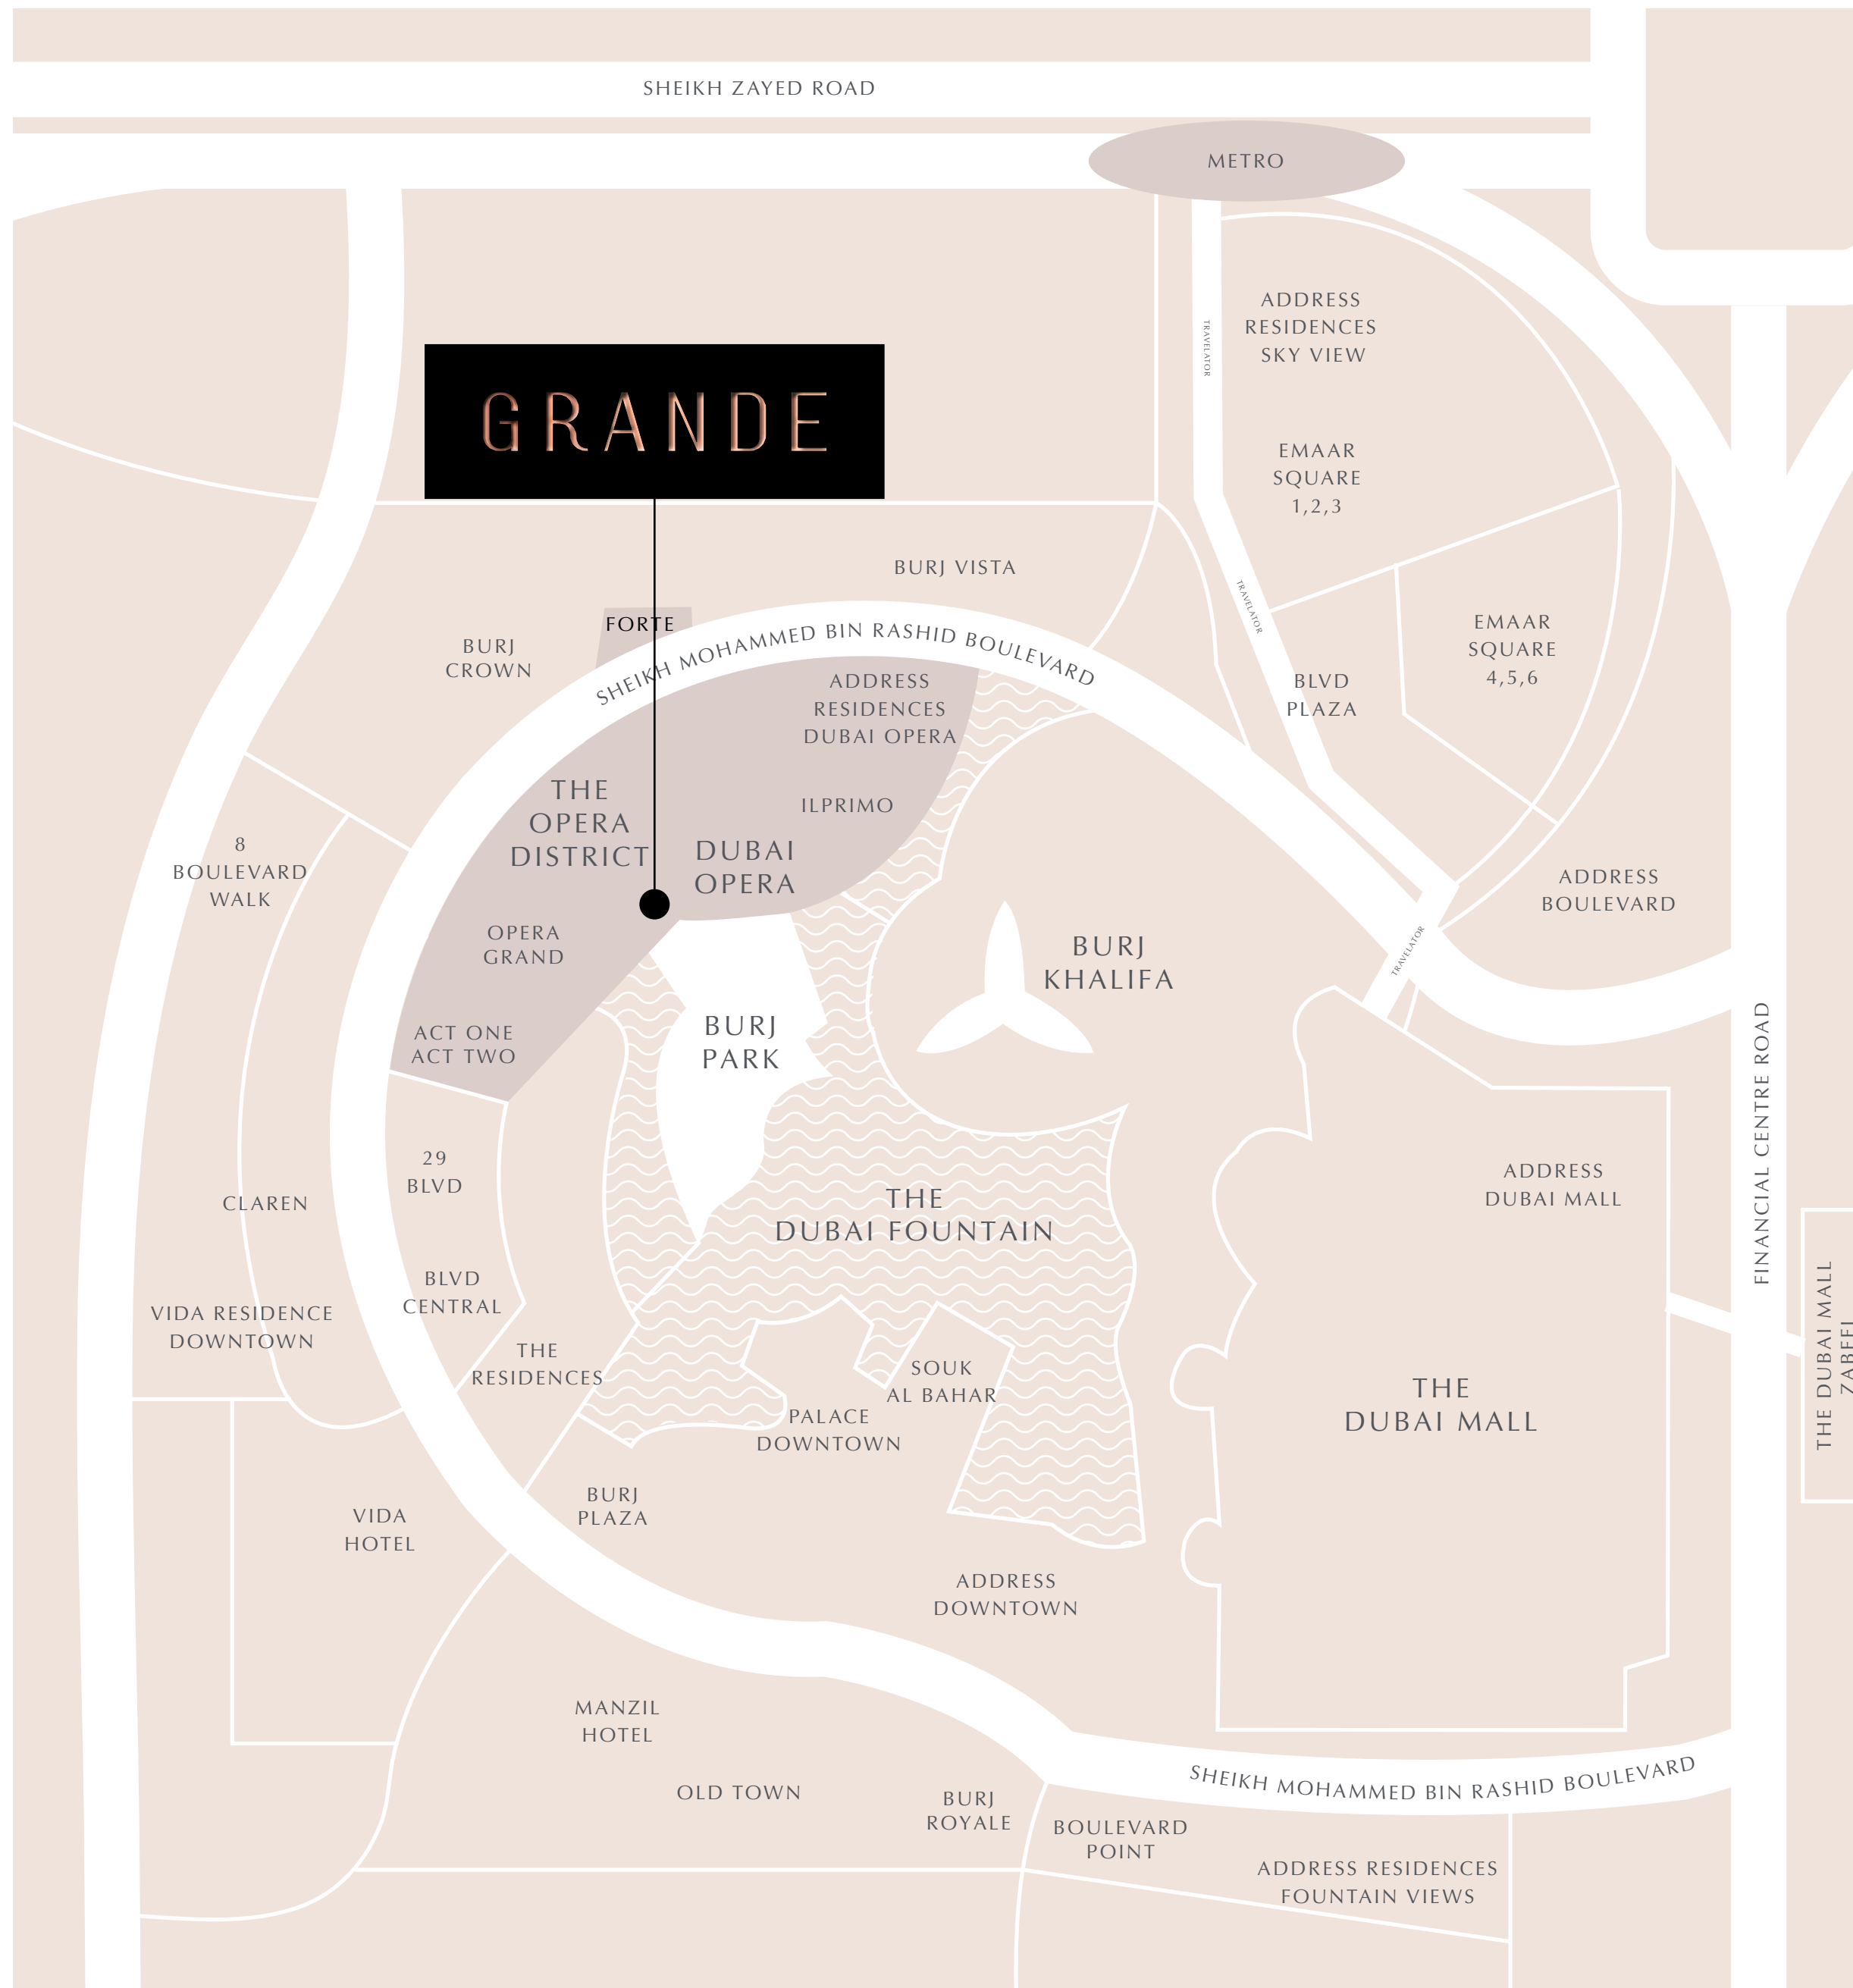 SHEIKH ZAYED ROAD
METRO
TRAVELATOR
ADDRESS
RESIDENCES
SKY VIEW
GRANDE
EMAAR
SQUARE
1,2,3
BURJ VISTA
TRAVELATOR
FORTE
SHEIKH MOHAMMED BIN RASHID BOULEVARD
BURJ
CROWN
EMAAR
SQUARE
4,5,6
BLVD
PLAZA
ADDRESS
RESIDENCES
DUBAI OPERA
THE
OPERA
DISTRICT
ILPRIMO
DUBAI
OPERA
8
BOULEVARD
WALK
ADDRESS
BOULEVARD
OPERA
GRAND
BURJ
KHALIFA
TRAVELATOR
ACT ONE
ACT TWO
BURJ
PARK
FINANCIAL CENTRE ROAD
29
BLVD
ADDRESS
DUBAI MALL
CLAREN
THE
DUBAI FOUNTAIN
BLVD
CENTRAL
VIDA RESIDENCE
DOWNTOWN
THE
RESIDENCES
SOUK
AL BAHAR
THE DUBAI MALL
ZABEEL
PALACE
DOWNTOWN
THE
DUBAI MALL
BURJ
PLAZA
VIDA
HOTEL
ADDRESS
DOWNTOWN
MANZIL
HOTEL
OLD TOWN
SHEIKH MOHAMMED BIN RASHID BOULEVARD
BURJ
ROYALE
BOULEVARD
POINT
ADDRESS RESIDENCES
FOUNTAIN VIEWS